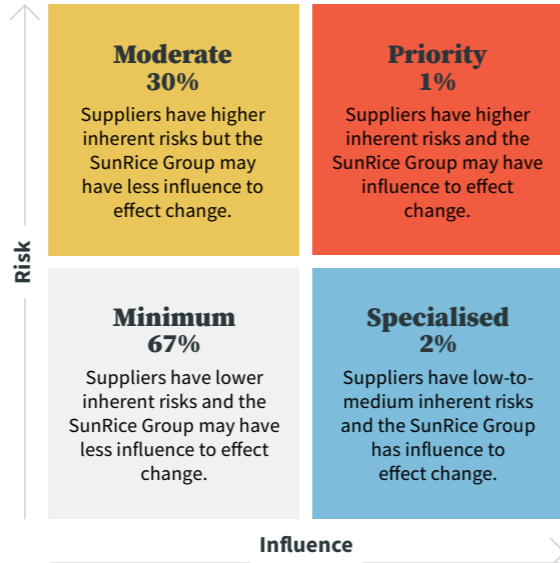 Moderate
30%
Suppliers have higher
inherent risks but the
SunRice Group may
have less influence to
effect change.
Priority
1%
Suppliers have higher
inherent risks and the
SunRice Group may have
influence to effect
change.
Risk
Minimum
67%
Suppliers have lower
inherent risks and the
SunRice Group may have
less influence to effect
change.
Specialised
2%
Suppliers have low-to-
medium inherent risks
and the SunRice Group
has influence to
effect change.
Influence